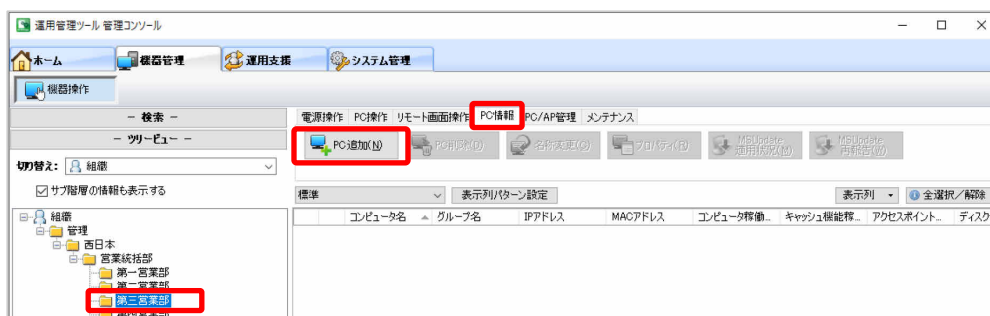 運用管理ツール 管理コンソール
ホーム 機器管理 運用支援 システム管理
機器操作
－ 検索 －
－ ツリービュー －
切替え： 組織
サブ階層の情報も表示する
組織
管理
西日本
営業統括部
第一営業部
第二営業部
第三営業部
電源操作 PC操作 リモート画面操作 PC情報 PC/AP管理 メンテナンス
PC追加(N) PC削除(D) 名称変更(Q) プロパティ(R) MSUpdate 適用状況(M) MSUpdate 再報告(W)
標準 表示列パターン設定 表示列 全選択／解除
コンピュータ名 グループ名 IPアドレス MACアドレス コンピュータ稼働... キャッシュ機能稼... アクセスポイント... ディスク